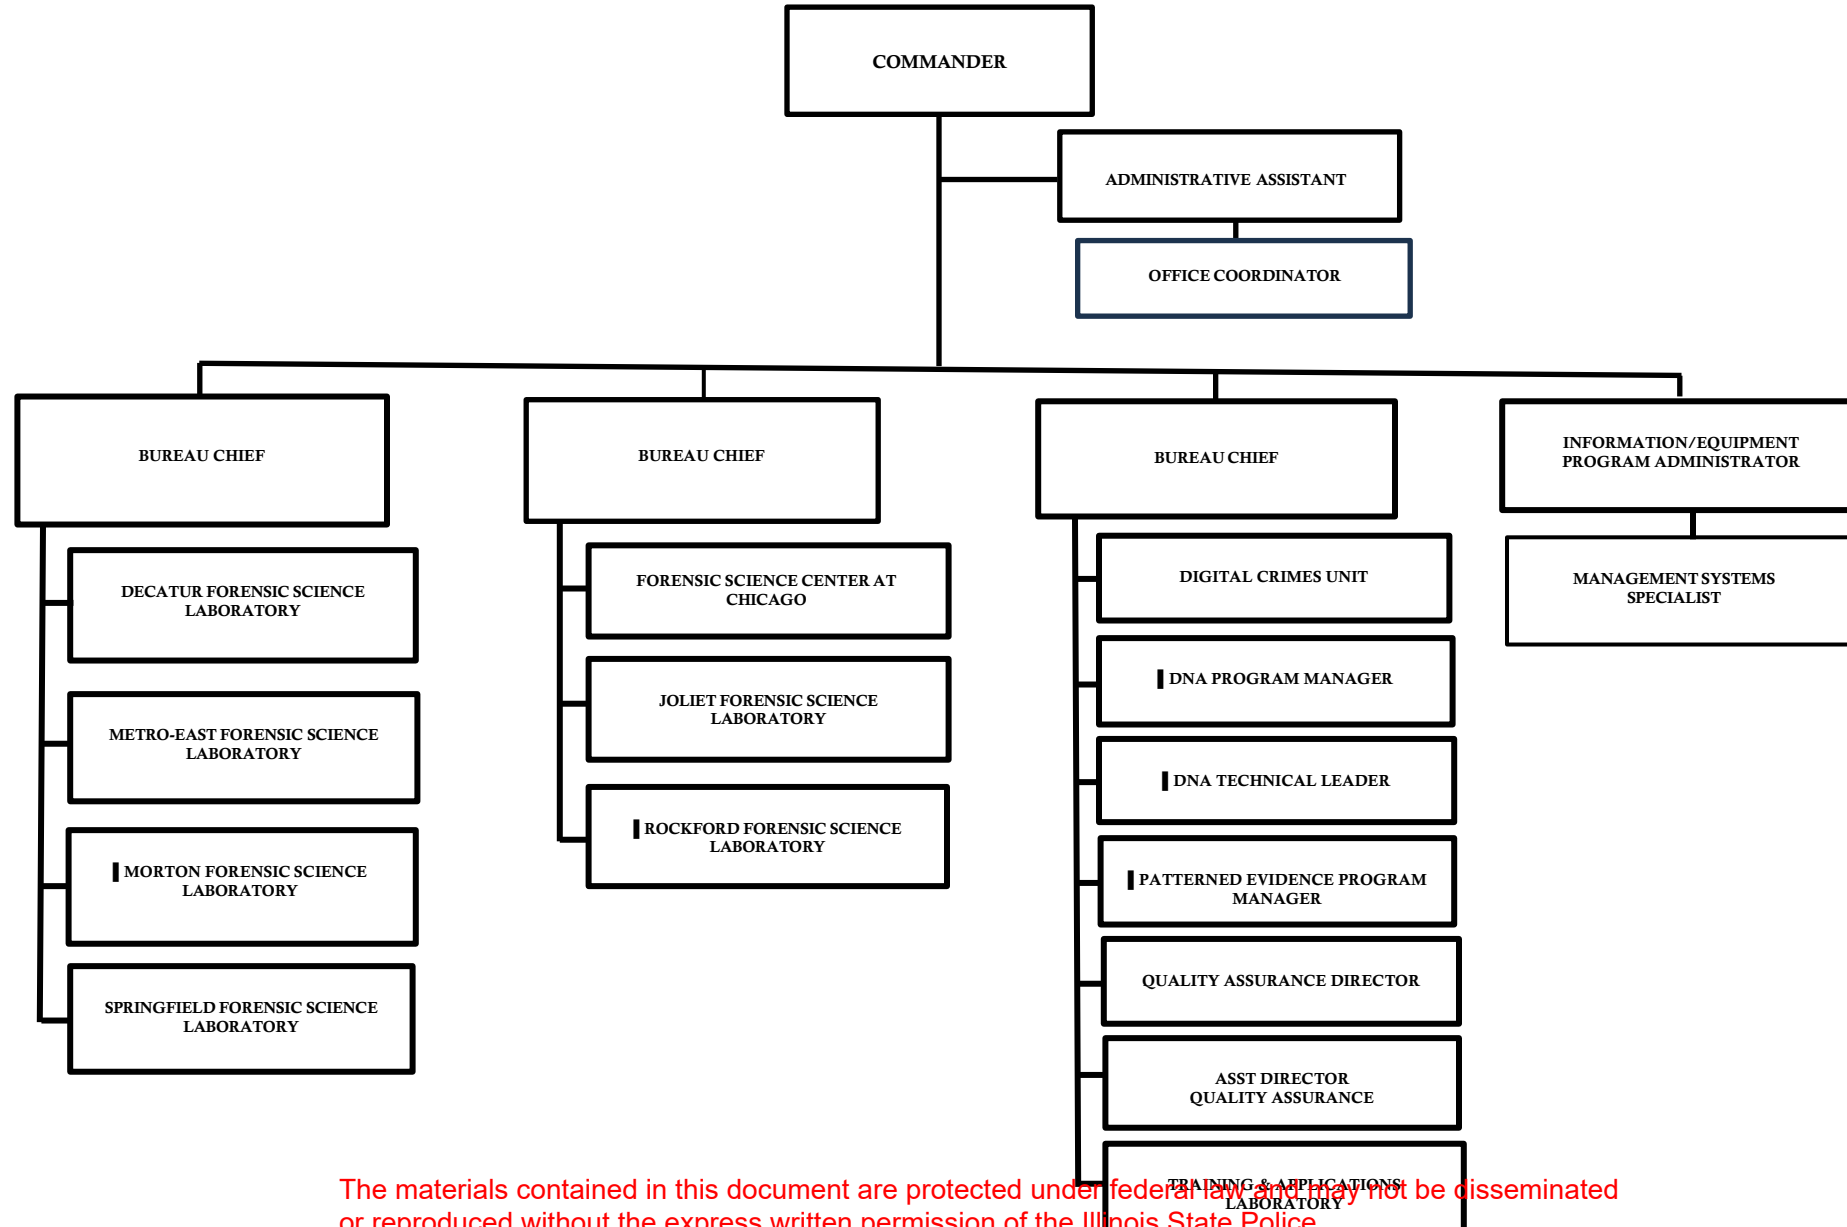 COMMANDER
ADMINISTRATIVE ASSISTANT
OFFICE COORDINATOR
BUREAU CHIEF
DECATUR FORENSIC SCIENCE
LABORATORY
METRO-EAST FORENSIC SCIENCE
LABORATORY
MORTON FORENSIC SCIENCE
LABORATORY
SPRINGFIELD FORENSIC SCIENCE
LABORATORY
BUREAU CHIEF
FORENSIC SCIENCE CENTER AT
CHICAGO
JOLIET FORENSIC SCIENCE
LABORATORY
ROCKFORD FORENSIC SCIENCE
LABORATORY
BUREAU CHIEF
DIGITAL CRIMES UNIT
DNA PROGRAM MANAGER
DNA TECHNICAL LEADER
PATTERNED EVIDENCE PROGRAM
MANAGER
QUALITY ASSURANCE DIRECTOR
ASST DIRECTOR
QUALITY ASSURANCE
TRAINING & APPLICATIONS
LABORATORY
INFORMATION/EQUIPMENT
PROGRAM ADMINISTRATOR
MANAGEMENT SYSTEMS
SPECIALIST
The materials contained in this document are protected under federal law and may not be disseminated
or reproduced without the express written permission of the Illinois State Police